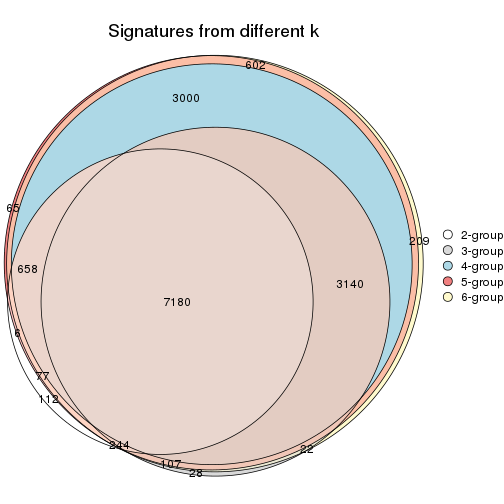 Signatures from different k
602
3000
65
209
658
3140
7180
6
77
112
244
107
28
22
2-group
3-group
4-group
5-group
6-group